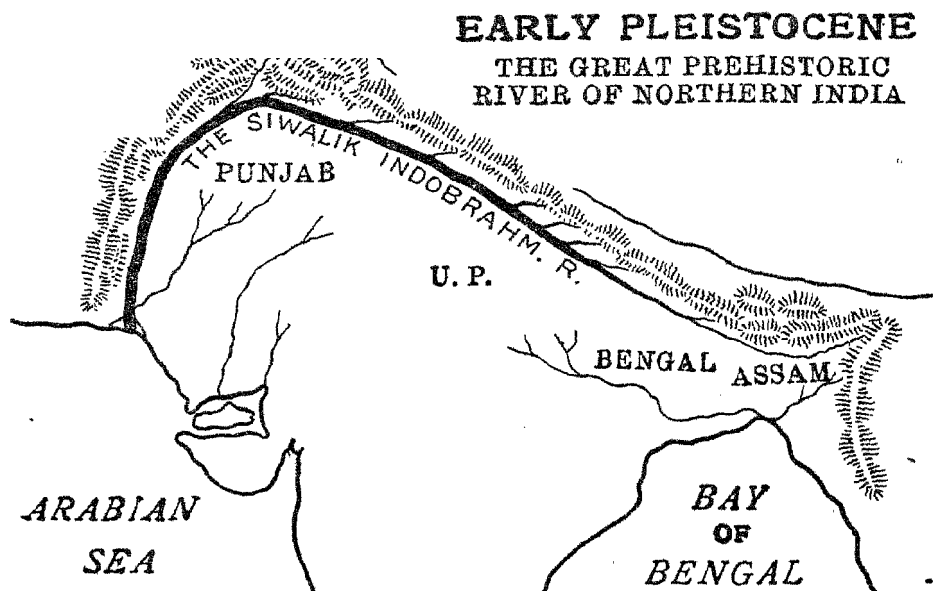 EARLY PLEISTOCENE
THE GREAT PREHISTORIC
RIVER OF NORTHERN INDIA
THE SIWALIK INDOBRAHM. R.
PUNJAB
U. P.
BENGAL
ASSAM
ARABIAN
SEA
BAY
OF
BENGAL